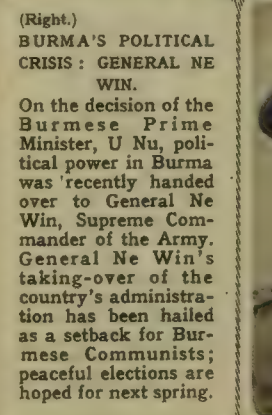 (Right.)
BURMA'S POLITICAL
CRISIS : GENERAL NE
WIN.
On the decision of the
Burmese Prime
Minister, U Nu, poli-
tical power in Burma
was 'recently handed
over to General Ne
Win, Supreme Com-
mander of the Army.
General Ne Win's
taking-over of the
country's administra-
tion has been hailed
as a setback for Bur-
mese Communists;
peaceful elections are
hoped for next spring.